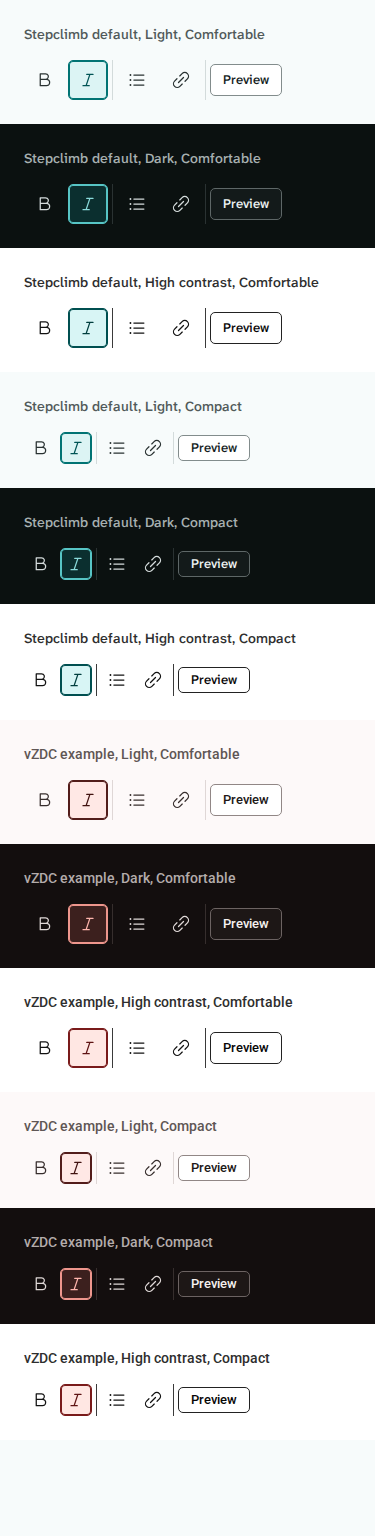 Stepclimb default, Light, Comfortable
B I Preview
Stepclimb default, Dark, Comfortable
B I Preview
Stepclimb default, High contrast, Comfortable
B I Preview
Stepclimb default, Light, Compact
B I Preview
Stepclimb default, Dark, Compact
B I Preview
Stepclimb default, High contrast, Compact
B I Preview
vZDC example, Light, Comfortable
B I Preview
vZDC example, Dark, Comfortable
B I Preview
vZDC example, High contrast, Comfortable
B I Preview
vZDC example, Light, Compact
B I Preview
vZDC example, Dark, Compact
B I Preview
vZDC example, High contrast, Compact
B I Preview